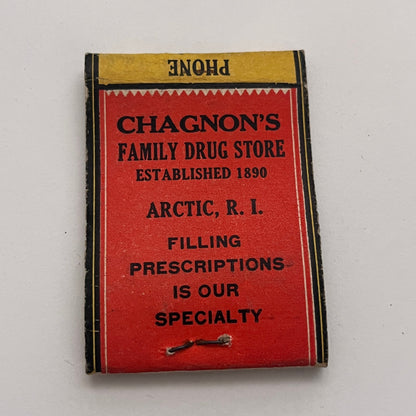 PHONE
CHAGNON'S
FAMILY DRUG STORE
ESTABLISHED 1890
ARCTIC, R. I.
FILLING
PRESCRIPTIONS
IS OUR
SPECIALTY